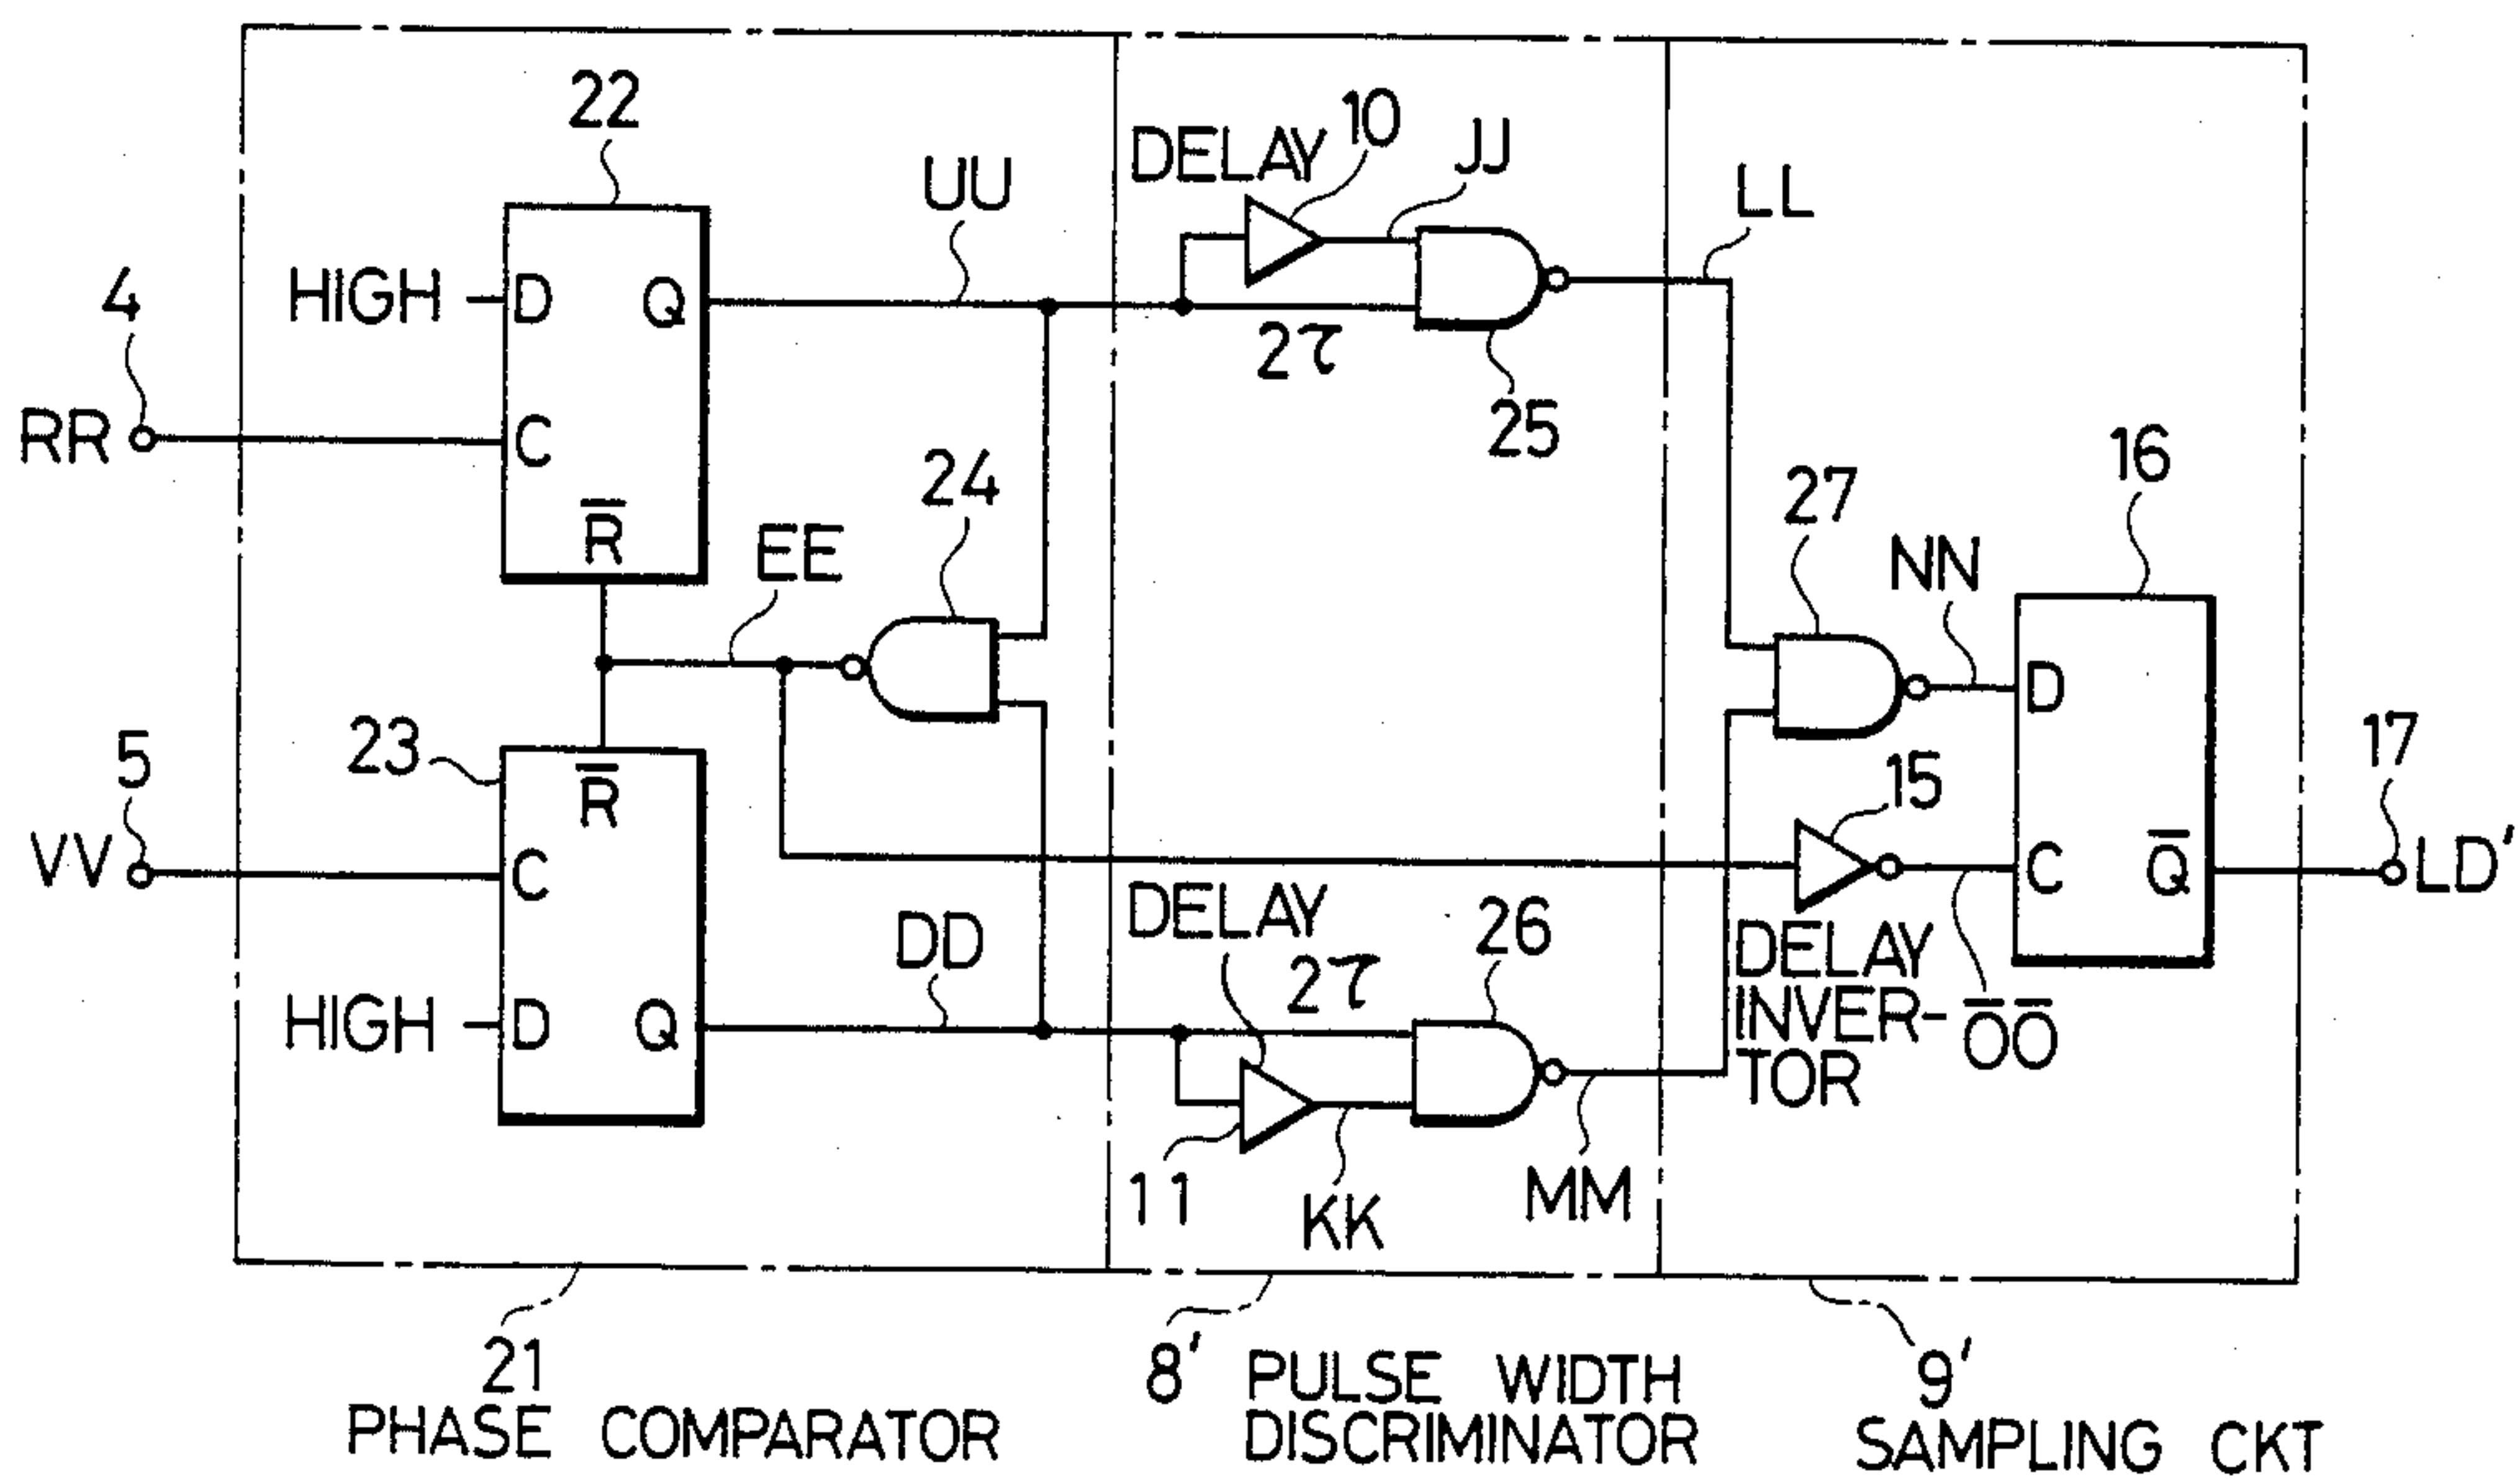 22
UU
DELAY
10
JJ
LL
HIGH
D
Q
4
RR
C
R̅
2τ
25
24
EE
27
16
NN
D
5
VV
23
R̅
C
15
17
C
Q̅
LD'
DD
DELAY
2τ
26
DELAY
INVER-
TOR
O̅O̅
HIGH
D
Q
11
KK
MM
21
PHASE COMPARATOR
8' PULSE WIDTH
DISCRIMINATOR
9'
SAMPLING CKT